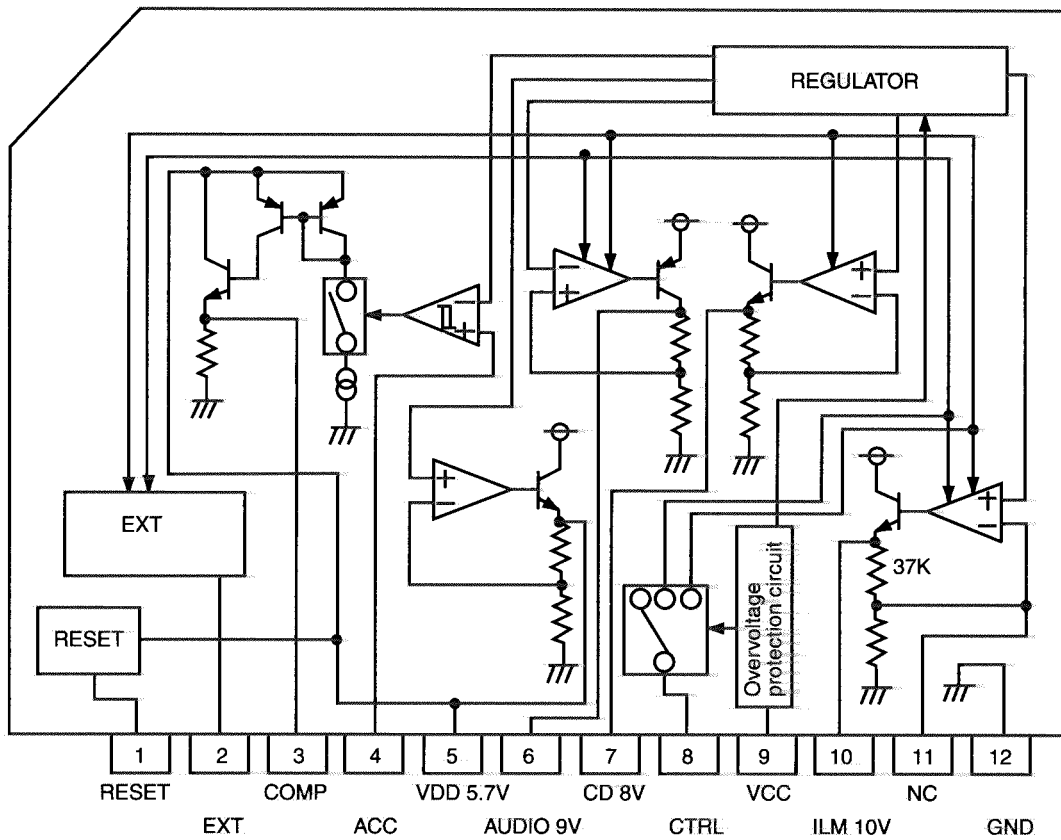 REGULATOR
−
+
−
+
+
−
+
−
+
−
EXT
37K
RESET
Overvoltage
protection circuit
1 2 3 4 5 6 7 8 9 10 11 12
RESET COMP VDD 5.7V CD 8V VCC NC
EXT ACC AUDIO 9V CTRL ILM 10V GND